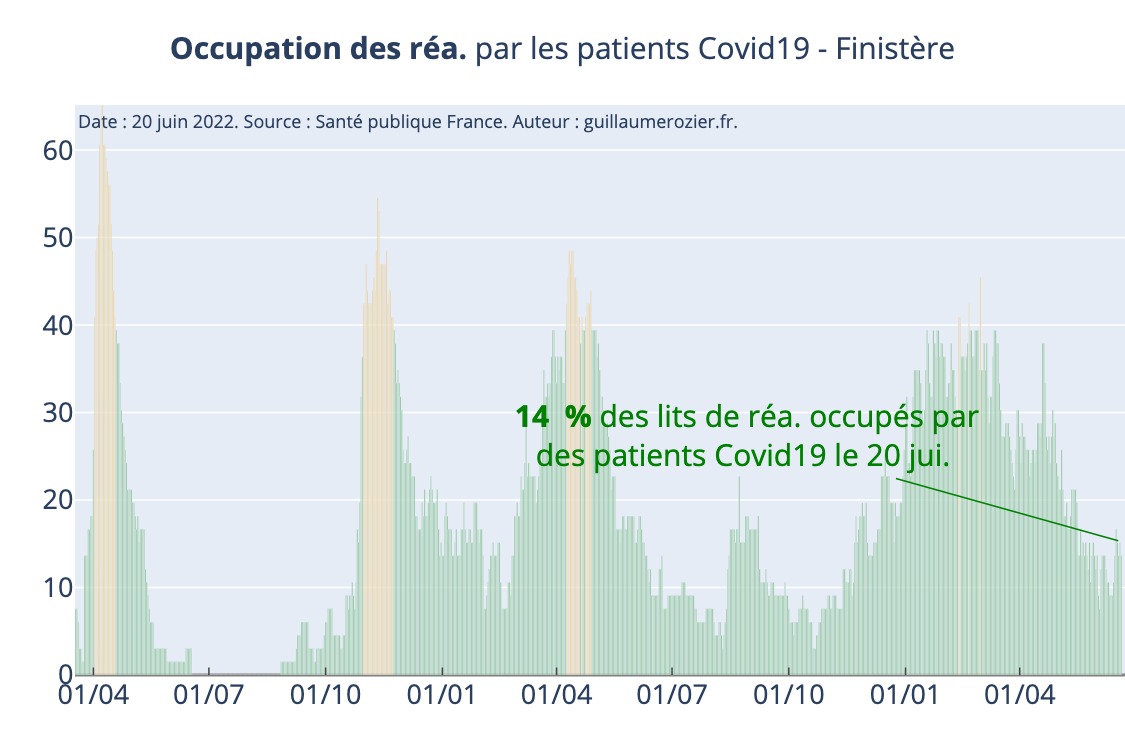 Occupation des réa. par les patients Covid19 - Finistère
Date : 20 juin 2022. Source : Santé publique France. Auteur : guillaumerozier.fr.
60
50
40
30
14 % des lits de réa. occupés par
des patients Covid19 le 20 jui.
20
10
0
01/04 01/07 01/10 01/01 01/04 01/07 01/10 01/01 01/04